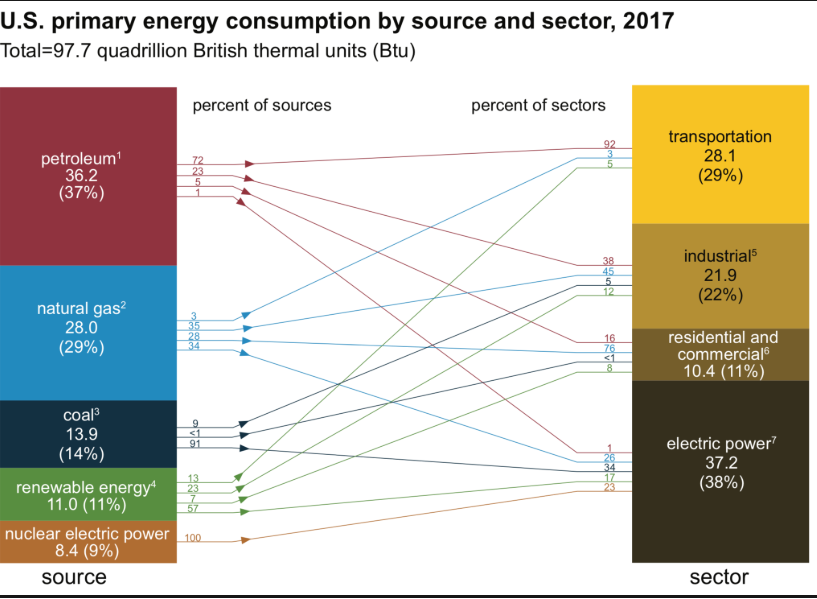 U.S. primary energy consumption by source and sector, 2017
Total=97.7 quadrillion British thermal units (Btu)
percent of sources
percent of sectors
petroleum¹
36.2
(37%)
72
23
5
1
natural gas²
28.0
(29%)
3
35
28
34
coal³
13.9
(14%)
9
<1
91
renewable energy⁴
11.0 (11%)
13
23
7
57
nuclear electric power
8.4 (9%)
100
source
92
3
5
transportation
28.1
(29%)
38
45
5
12
industrial⁵
21.9
(22%)
16
76
<1
8
residential and
commercial⁶
10.4 (11%)
1
26
34
17
23
electric power⁷
37.2
(38%)
sector